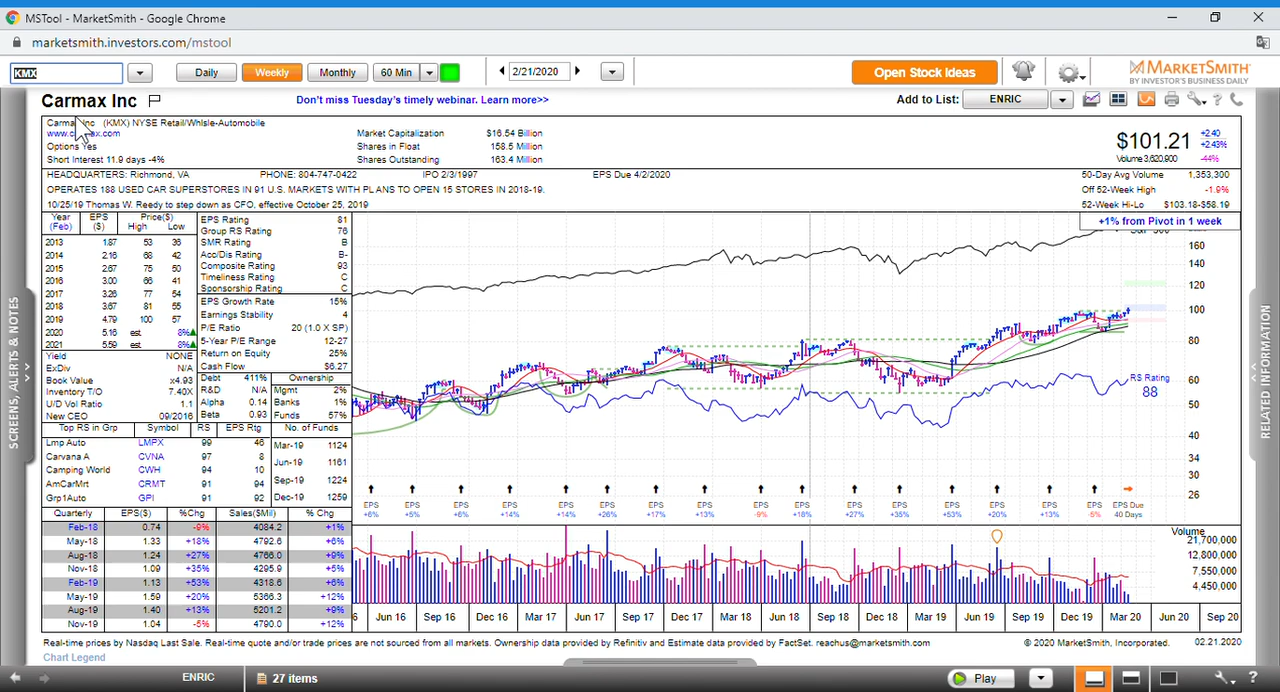 MSTool - MarketSmith - Google Chrome
marketsmith.investors.com/mstool
KMX Daily Weekly Monthly 60 Min 2/21/2020 Open Stock Ideas MARKETSMITH
BY INVESTOR'S BUSINESS DAILY
Carmax Inc Don't miss Tuesday's timely webinar. Learn more>> Add to List: ENRIC
Carmax Inc (KMX) NYSE Retail/Whlsle-Automobile
www.c ex.com Market Capitalization $16.54 Billion $101.21 +2.40
+2.43%
Options Yes Shares in Float 158.5 Million
Short Interest 11.9 days -4% Shares Outstanding 163.4 Million Volume 3,620,900 -44%
HEADQUARTERS: Richmond, VA PHONE: 804-747-0422 IPO 2/3/1997 EPS Due 4/2/2020 50-Day Avg Volume 1,353,300
OPERATES 188 USED CAR SUPERSTORES IN 91 U.S. MARKETS WITH PLANS TO OPEN 15 STORES IN 2018-19. Off 52-Week High -1.9%
10/25/19 Thomas W. Reedy to step down as CFO, effective October 25, 2019 52-Week Hi-Lo $103.18-$58.19
+1% from Pivot in 1 week
Year (Feb) EPS ($) Price($) High Low
2013 1.87 53 36
2014 2.16 68 42
2015 2.67 75 50
2016 3.00 66 41
2017 3.26 77 54
2018 3.67 81 55
2019 4.79 100 57
2020 5.16 est 8%
2021 5.59 est 8%
Yield NONE
ExDiv N/A
Book Value x4.93
Inventory T/O 7.40X
U/D Vol Ratio 1.1
New CEO 09/2016
EPS Rating 81
Group RS Rating 76
SMR Rating B
Acc/Dis Rating B-
Composite Rating 93
Timeliness Rating C
Sponsorship Rating C
EPS Growth Rate 15%
Earnings Stability 4
P/E Ratio 20 (1.0 X SP)
5-Year P/E Range 12-27
Return on Equity 25%
Cash Flow $6.27
Debt 411% Ownership
R&D N/A Mgmt 2%
Alpha 0.14 Banks 1%
Beta 0.93 Funds 57%
Top RS in Grp Symbol RS EPS Rtg No. of Funds
Lmp Auto LMPX 99 46
Carvana A CVNA 97 8
Camping World CWH 94 10
AmCarMrt CRMT 91 94
Grp1Auto GPI 91 92
Mar-19 1124
Jun-19 1161
Sep-19 1224
Dec-19 1259
Quarterly EPS($) %Chg Sales($Mil) % Chg
Feb-18 0.74 -9% 4084.2 +1%
May-18 1.33 +18% 4792.6 +6%
Aug-18 1.24 +27% 4766.0 +9%
Nov-18 1.09 +35% 4295.9 +5%
Feb-19 1.13 +53% 4318.6 +6%
May-19 1.59 +20% 5366.3 +12%
Aug-19 1.40 +13% 5201.2 +9%
Nov-19 1.04 -5% 4790.0 +12%
160
140
120
100
80
60
50
40
34
30
26
RS Rating
88
EPS EPS EPS EPS EPS EPS EPS EPS EPS EPS EPS EPS EPS EPS EPS EPS EPS Due
+6% +5% +6% +14% +14% +26% +17% +13% -9% +18% +27% +35% +53% +20% +13% -5% 40 Days
Volume
21,700,000
12,800,000
7,550,000
4,450,000
6 Jun 16 Sep 16 Dec 16 Mar 17 Jun 17 Sep 17 Dec 17 Mar 18 Jun 18 Sep 18 Dec 18 Mar 19 Jun 19 Sep 19 Dec 19 Mar 20 Jun 20 Sep 20
Real-time prices by Nasdaq Last Sale. Real-time quote and/or trade prices are not sourced from all markets. Ownership data provided by Refinitiv and Estimate data provided by FactSet. reachus@marketsmith.com © 2020 MarketSmith, Incorporated. 02.21.2020
Chart Legend
SCREENS, ALERTS & NOTES
RELATED INFORMATION
ENRIC 27 items Play